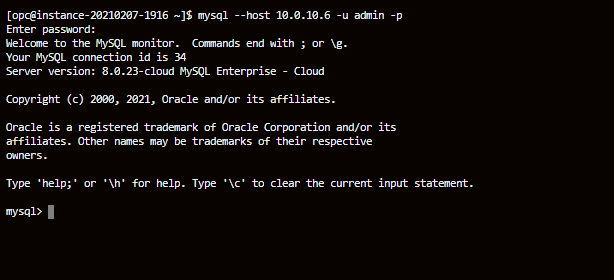 [opc@instance-20210207-1916 ~]$ mysql --host 10.0.10.6 -u admin -p
Enter password:
Welcome to the MySQL monitor.  Commands end with ; or \g.
Your MySQL connection id is 34
Server version: 8.0.23-cloud MySQL Enterprise - Cloud

Copyright (c) 2000, 2021, Oracle and/or its affiliates.

Oracle is a registered trademark of Oracle Corporation and/or its
affiliates. Other names may be trademarks of their respective
owners.

Type 'help;' or '\h' for help. Type '\c' to clear the current input statement.

mysql>